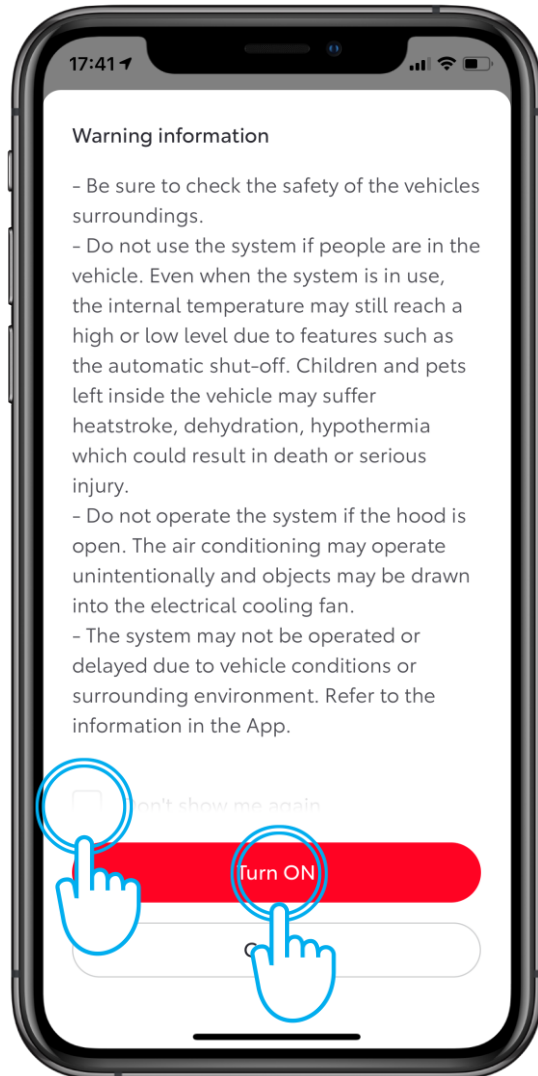 17:41
Warning information
- Be sure to check the safety of the vehicles
surroundings.
- Do not use the system if people are in the
vehicle. Even when the system is in use,
the internal temperature may still reach a
high or low level due to features such as
the automatic shut-off. Children and pets
left inside the vehicle may suffer
heatstroke, dehydration, hypothermia
which could result in death or serious
injury.
- Do not operate the system if the hood is
open. The air conditioning may operate
unintentionally and objects may be drawn
into the electrical cooling fan.
- The system may not be operated or
delayed due to vehicle conditions or
surrounding environment. Refer to the
information in the App.
Don't show me again
Turn ON